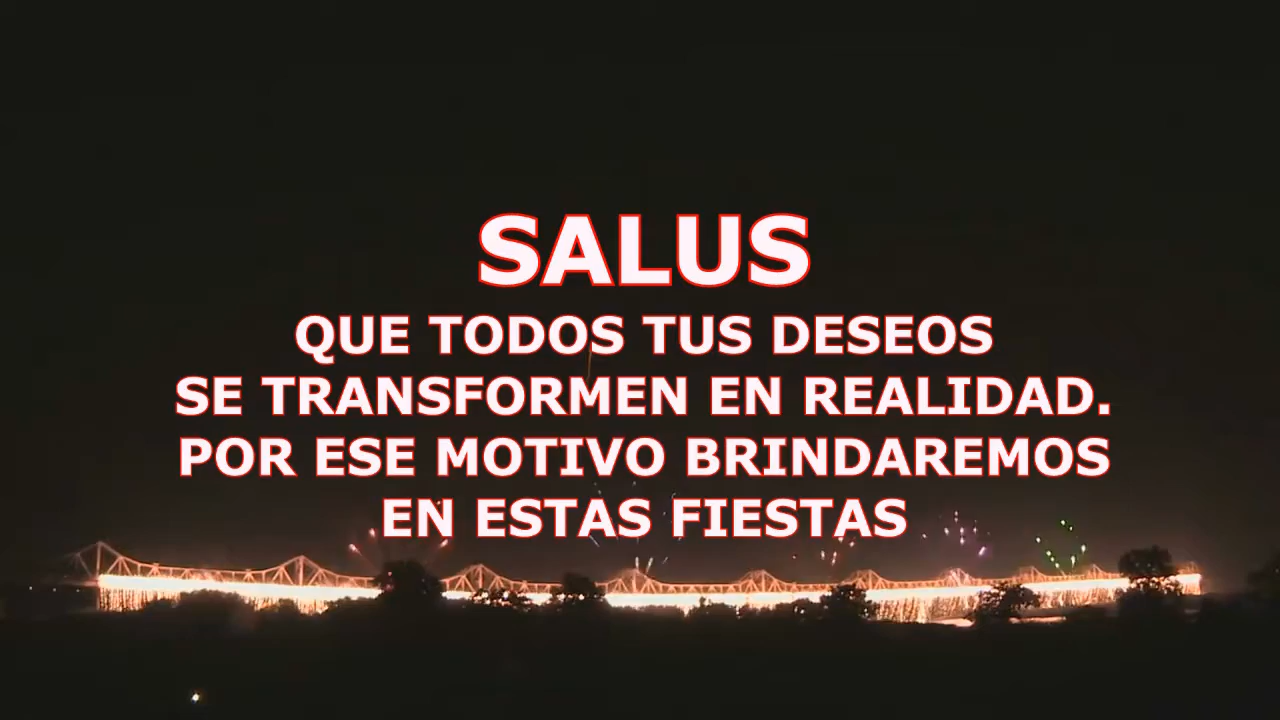 SALUS
QUE TODOS TUS DESEOS
SE TRANSFORMEN EN REALIDAD.
POR ESE MOTIVO BRINDAREMOS
EN ESTAS FIESTAS